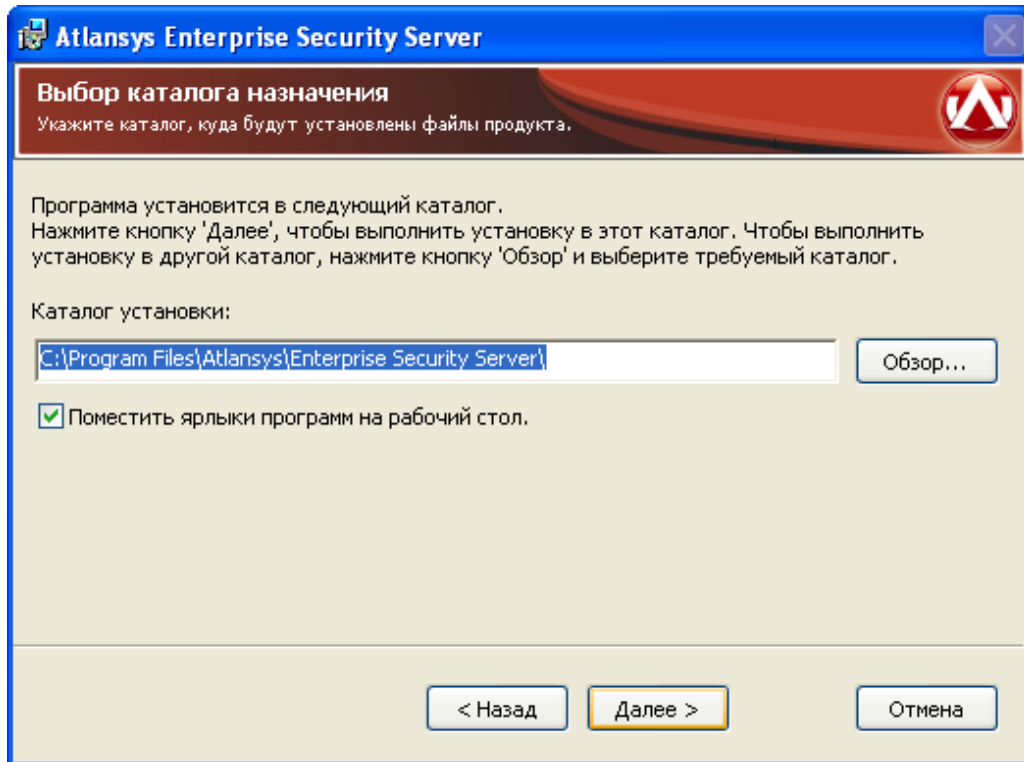 Atlansys Enterprise Security Server
Выбор каталога назначения
Укажите каталог, куда будут установлены файлы продукта.
Программа установится в следующий каталог.
Нажмите кнопку 'Далее', чтобы выполнить установку в этот каталог. Чтобы выполнить
установку в другой каталог, нажмите кнопку 'Обзор' и выберите требуемый каталог.
Каталог установки:
C:\Program Files\Atlansys\Enterprise Security Server\
Обзор...
Поместить ярлыки программ на рабочий стол.
< Назад
Далее >
Отмена